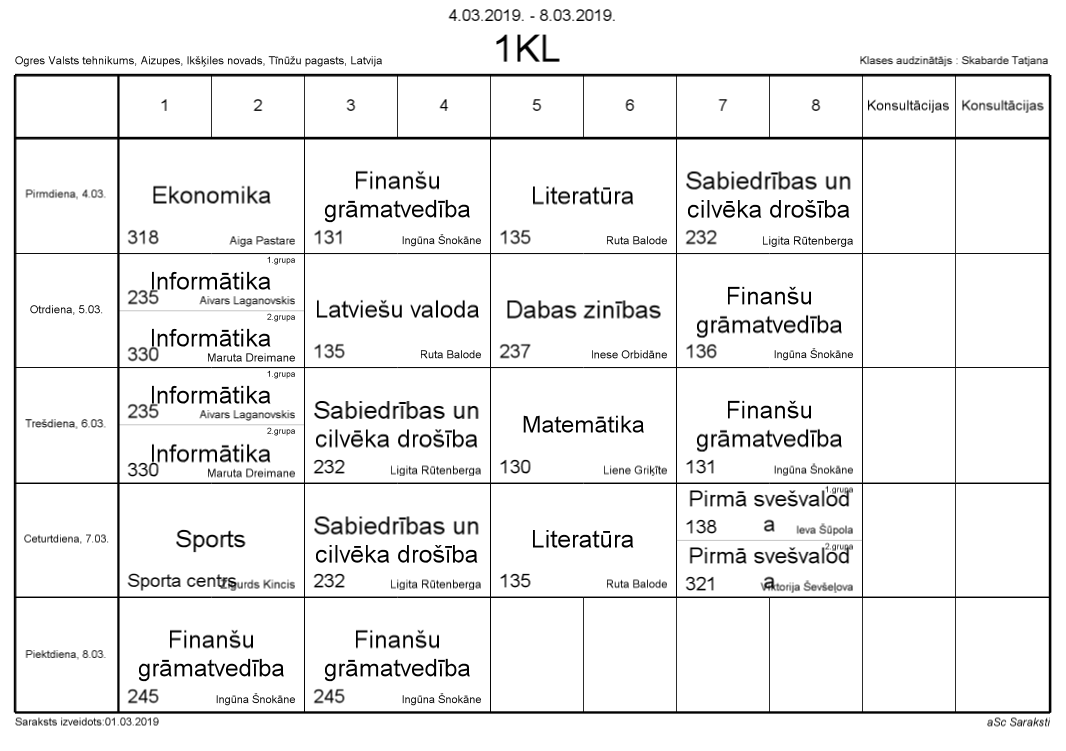 4.03.2019. - 8.03.2019.
1KL
Ogres Valsts tehnikums, Aizupes, Ikšķiles novads, Tīnūžu pagasts, Latvija
Klases audzinātājs : Skabarde Tatjana
1 2 3 4 5 6 7 8 Konsultācijas Konsultācijas
Pirmdiena, 4.03.
Ekonomika
318 Aiga Pastare
Finanšu
grāmatvedība
131 Ingūna Šnokāne
Literatūra
135 Ruta Balode
Sabiedrības un
cilvēka drošība
232 Ligita Rūtenberga
Otrdiena, 5.03.
1.grupa
Informātika
235 Aivars Laganovskis
2.grupa
Informātika
330 Maruta Dreimane
Latviešu valoda
135 Ruta Balode
Dabas zinības
237 Inese Orbidāne
Finanšu
grāmatvedība
136 Ingūna Šnokāne
Trešdiena, 6.03.
1.grupa
Informātika
235 Aivars Laganovskis
2.grupa
Informātika
330 Maruta Dreimane
Sabiedrības un
cilvēka drošība
232 Ligita Rūtenberga
Matemātika
130 Liene Griķīte
Finanšu
grāmatvedība
131 Ingūna Šnokāne
Ceturtdiena, 7.03.
Sports
Sporta centrs Zigurds Kincis
Sabiedrības un
cilvēka drošība
232 Ligita Rūtenberga
Literatūra
135 Ruta Balode
1.grupa
Pirmā svešvalod
a
138 Ieva Šūpola
2.grupa
Pirmā svešvalod
a
321 Viktorija Ševšeļova
Piektdiena, 8.03.
Finanšu
grāmatvedība
245 Ingūna Šnokāne
Finanšu
grāmatvedība
245 Ingūna Šnokāne
Saraksts izveidots:01.03.2019
aSc Saraksti